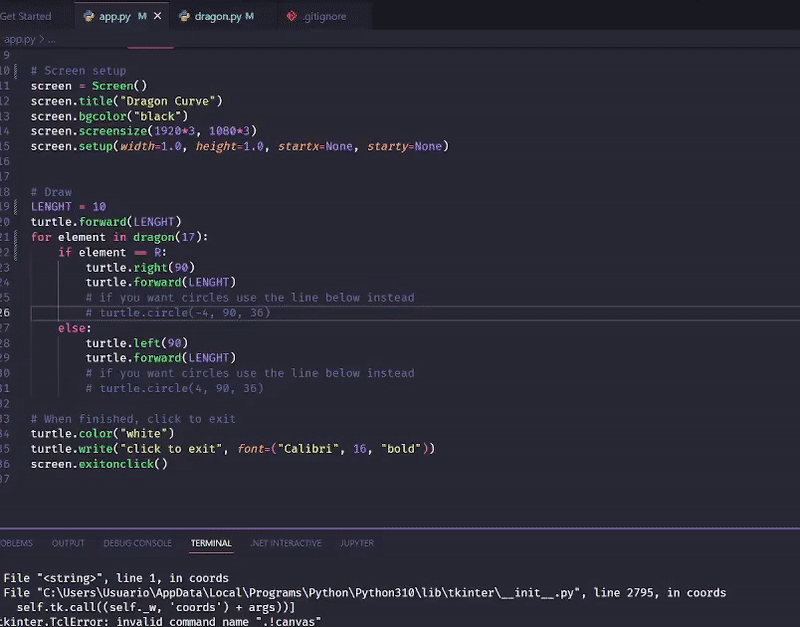 Get Started app.py M dragon.py M .gitignore
app.py > ...
9
10 # Screen setup
11 screen = Screen()
12 screen.title("Dragon Curve")
13 screen.bgcolor("black")
14 screen.screensize(1920*3, 1080*3)
15 screen.setup(width=1.0, height=1.0, startx=None, starty=None)
16
17
18 # Draw
19 LENGHT = 10
20 turtle.forward(LENGHT)
21 for element in dragon(17):
22 if element == R:
23 turtle.right(90)
24 turtle.forward(LENGHT)
25 # if you want circles use the line below instead
26 # turtle.circle(-4, 90, 36)
27 else:
28 turtle.left(90)
29 turtle.forward(LENGHT)
30 # if you want circles use the line below instead
31 # turtle.circle(4, 90, 36)
32
33 # When finished, click to exit
34 turtle.color("white")
35 turtle.write("click to exit", font=("Calibri", 16, "bold"))
36 screen.exitonclick()
37
OBLEMS OUTPUT DEBUG CONSOLE TERMINAL .NET INTERACTIVE JUPYTER
File "<string>", line 1, in coords
File "C:\Users\Usuario\AppData\Local\Programs\Python\Python310\lib\tkinter\__init__.py", line 2795, in coords
self.tk.call((self._w, 'coords') + args))]
tkinter.TclError: invalid command name ".!canvas"